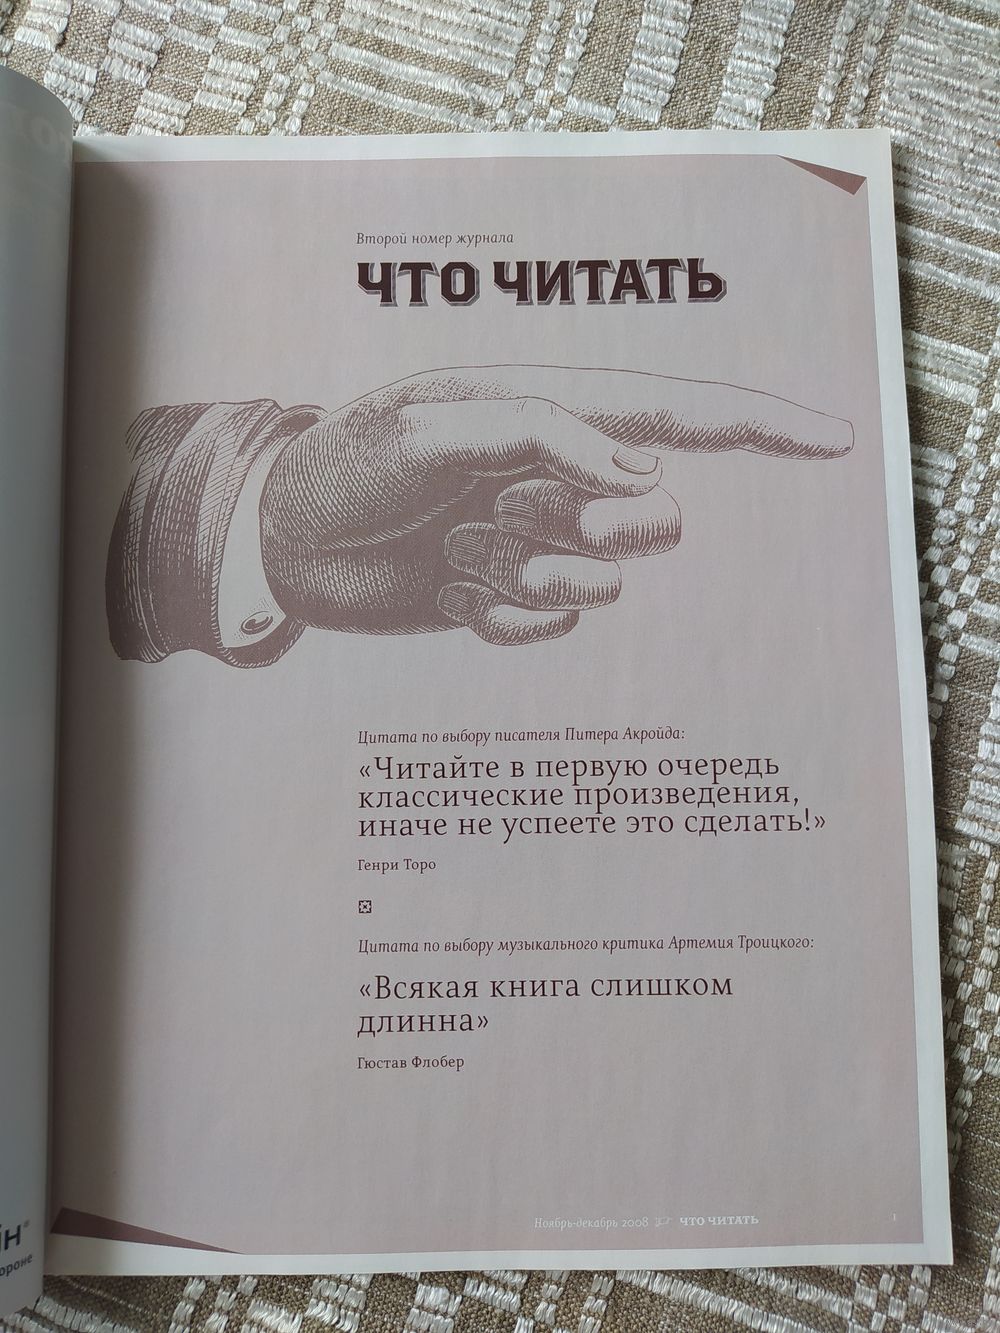 Второй номер журнала
ЧТО ЧИТАТЬ
Цитата по выбору писателя Питера Акройда:
«Читайте в первую очередь
классические произведения,
иначе не успеете это сделать!»
Генри Торо
Цитата по выбору музыкального критика Артемия Троицкого:
«Всякая книга слишком
длинна»
Гюстав Флобер
Ноябрь-декабрь 2008 ЧТО ЧИТАТЬ 1